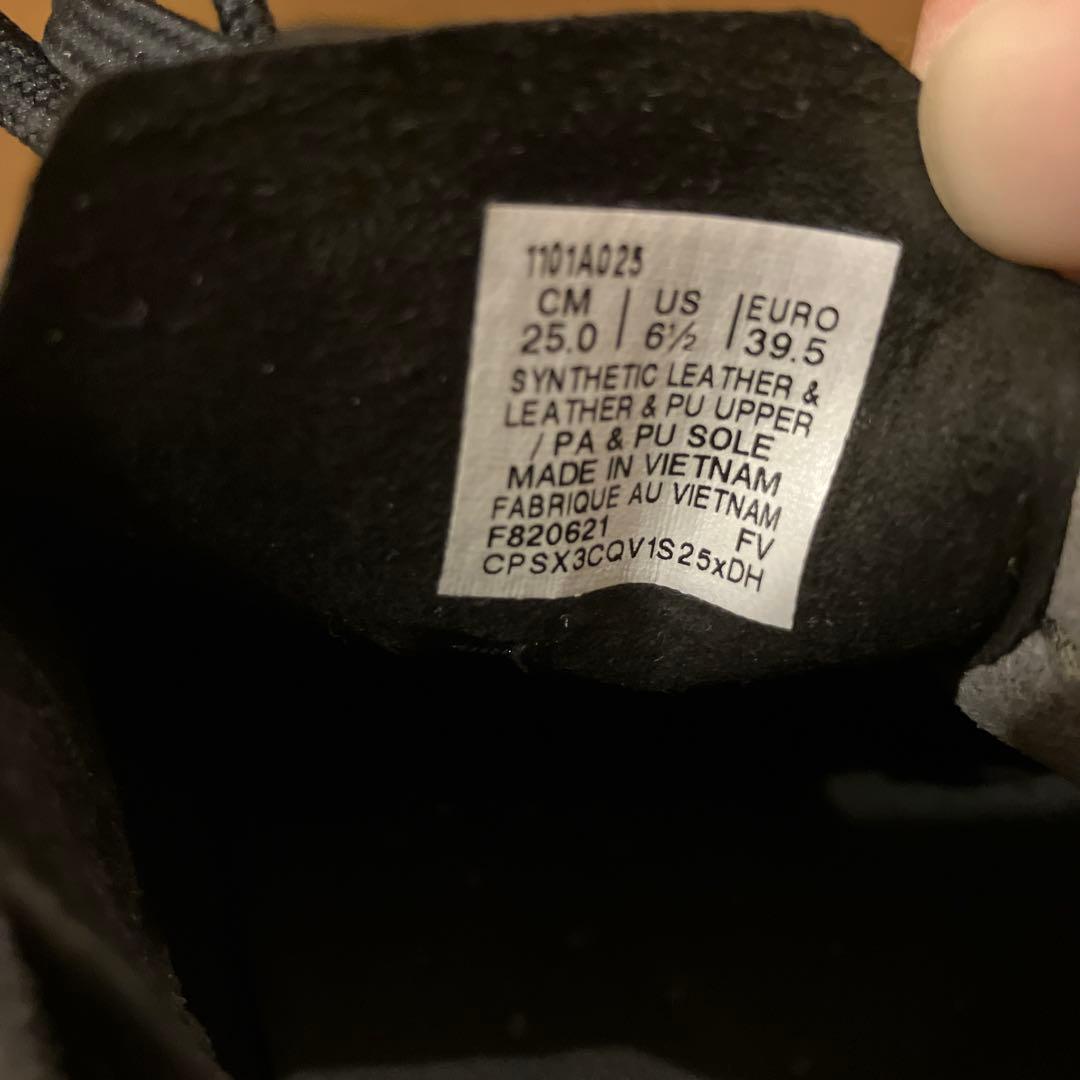 1101A025
CM | US | EURO
25.0 | 6½ | 39.5
SYNTHETIC LEATHER &
LEATHER & PU UPPER
/ PA & PU SOLE
MADE IN VIETNAM
FABRIQUE AU VIETNAM
F820621 FV
CPSX3CQV1S25xDH